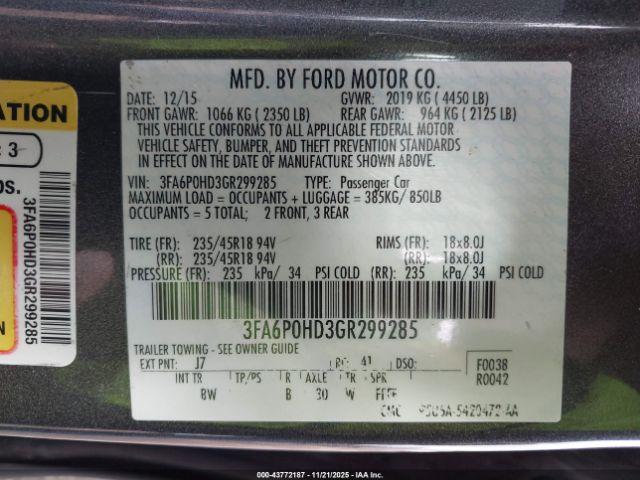 ATION
: 3
OS.
3FA6P0HD3GR299285
N
MFD. BY FORD MOTOR CO.
DATE: 12/15 GVWR: 2019 KG ( 4450 LB)
FRONT GAWR: 1066 KG ( 2350 LB) REAR GAWR: 964 KG ( 2125 LB)
THIS VEHICLE CONFORMS TO ALL APPLICABLE FEDERAL MOTOR
VEHICLE SAFETY, BUMPER, AND THEFT PREVENTION STANDARDS
IN EFFECT ON THE DATE OF MANUFACTURE SHOWN ABOVE.
VIN: 3FA6P0HD3GR299285 TYPE: Passenger Car
MAXIMUM LOAD = OCCUPANTS + LUGGAGE = 385KG/ 850LB
OCCUPANTS = 5 TOTAL; 2 FRONT, 3 REAR
TIRE (FR): 235/45R18 94V RIMS (FR): 18x8.0J
(RR): 235/45R18 94V (RR): 18x8.0J
PRESSURE (FR): 235 kPa/ 34 PSI COLD (RR): 235 kPa/ 34 PSI COLD
3FA6P0HD3GR299285
TRAILER TOWING - SEE OWNER GUIDE
EXT PNT: J7 RC: 41 DSO: F0038
INT TR TP/PS R AXLE TR SPR R0042
BW B 30 W
000-43772187 - 11/21/2025 - IAAI.COM